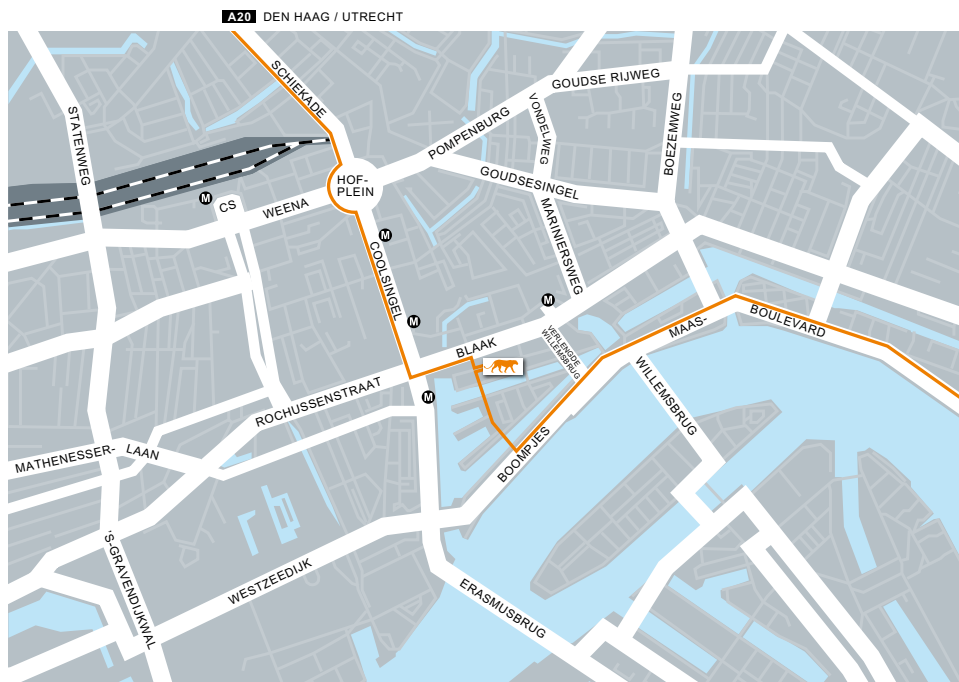 A20 DEN HAAG / UTRECHT
SCHIEKADE
GOUDSE RIJWEG
STATENWEG
VONDELWEG
BOEZEMWEG
POMPENBURG
HOF-
PLEIN
GOUDSESINGEL
M
CS
WEENA
MARINIERSWEG
M
COOLSINGEL
M
M
BLAAK
VERLENGDE
WILLEMSBRUG
MAAS-
BOULEVARD
WILLEMSBRUG
ROCHUSSENSTRAAT
M
MATHENESSER-
LAAN
BOOMPJES
'S-GRAVENDIJKWAL
WESTZEEDIJK
ERASMUSBRUG